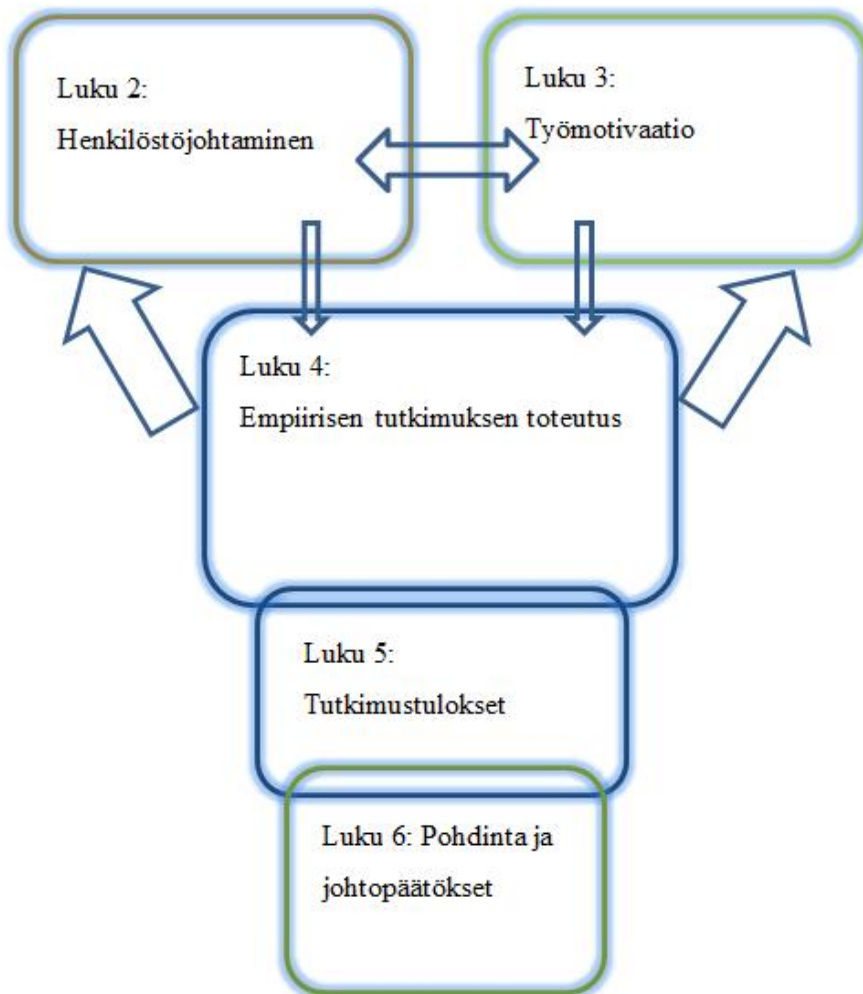 Luku 2:
Henkilöstöjohtaminen
Luku 3:
Työmotivaatio
Luku 4:
Empiirisen tutkimuksen toteutus
Luku 5:
Tutkimustulokset
Luku 6: Pohdinta ja
johtopäätökset